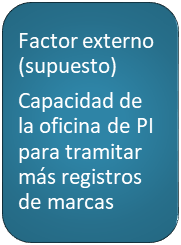 Factor externo
(supuesto)
Capacidad de
la oficina de PI
para tramitar
más registros
de marcas